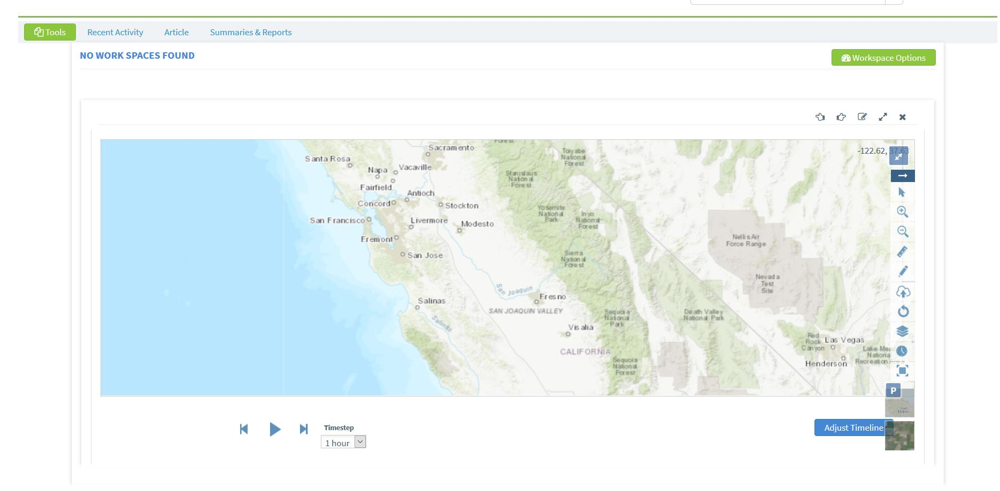 Tools Recent Activity Article Summaries & Reports
NO WORK SPACES FOUND
Workspace Options
-122.62, 37.63
Forest
Sacramento
Santa Rosa
Toiyabe
National
Forest
Napa
Vacaville
Stanislaus
National
Forest
Fairfield
Antioch
Concord
Stockton
Yosemite
National
Park
Inyo
National
Forest
San Francisco
Livermore
Modesto
Fremont
Nellis Air
Force Range
San Jose
Sierra
National
Forest
Nevada
Test
Site
San Joaquin
Fresno
Salinas
SAN JOAQUIN VALLEY
Salinas
Sequoia
National
Park
Death Valley
National Park
Visalia
Red
Rock
Canyon
Las Vegas
CALIFORNIA
Lake Me
Nationa
Recreation
Sequoia
National
Forest
Henderson
P
San
Mateo
Timestep
1 hour
Adjust Timeline